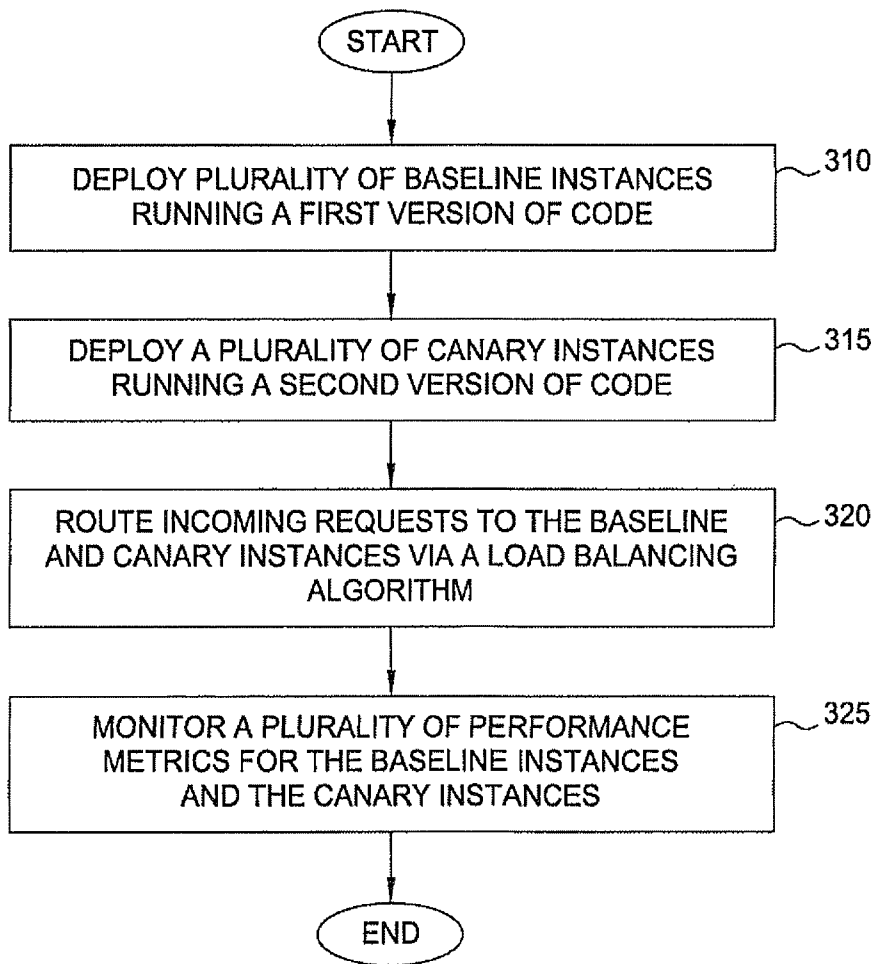 START
DEPLOY PLURALITY OF BASELINE INSTANCES
RUNNING A FIRST VERSION OF CODE
310
DEPLOY A PLURALITY OF CANARY INSTANCES
RUNNING A SECOND VERSION OF CODE
315
ROUTE INCOMING REQUESTS TO THE BASELINE
AND CANARY INSTANCES VIA A LOAD BALANCING
ALGORITHM
320
MONITOR A PLURALITY OF PERFORMANCE
METRICS FOR THE BASELINE INSTANCES
AND THE CANARY INSTANCES
325
END